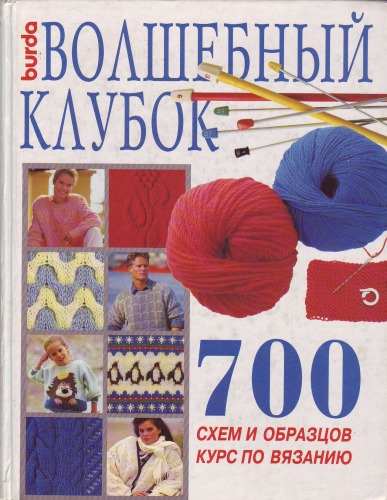 burda
ВОЛШЕБНЫЙ
КЛУБОК
700
СХЕМ И ОБРАЗЦОВ
КУРС ПО ВЯЗАНИЮ